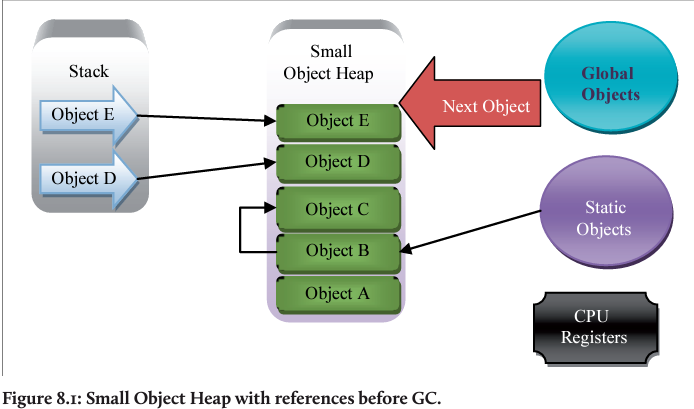 Stack
Object E
Object D
Small
Object Heap
Object E
Object D
Object C
Object B
Object A
Next Object
Global
Objects
Static
Objects
CPU
Registers
Figure 8.1: Small Object Heap with references before GC.